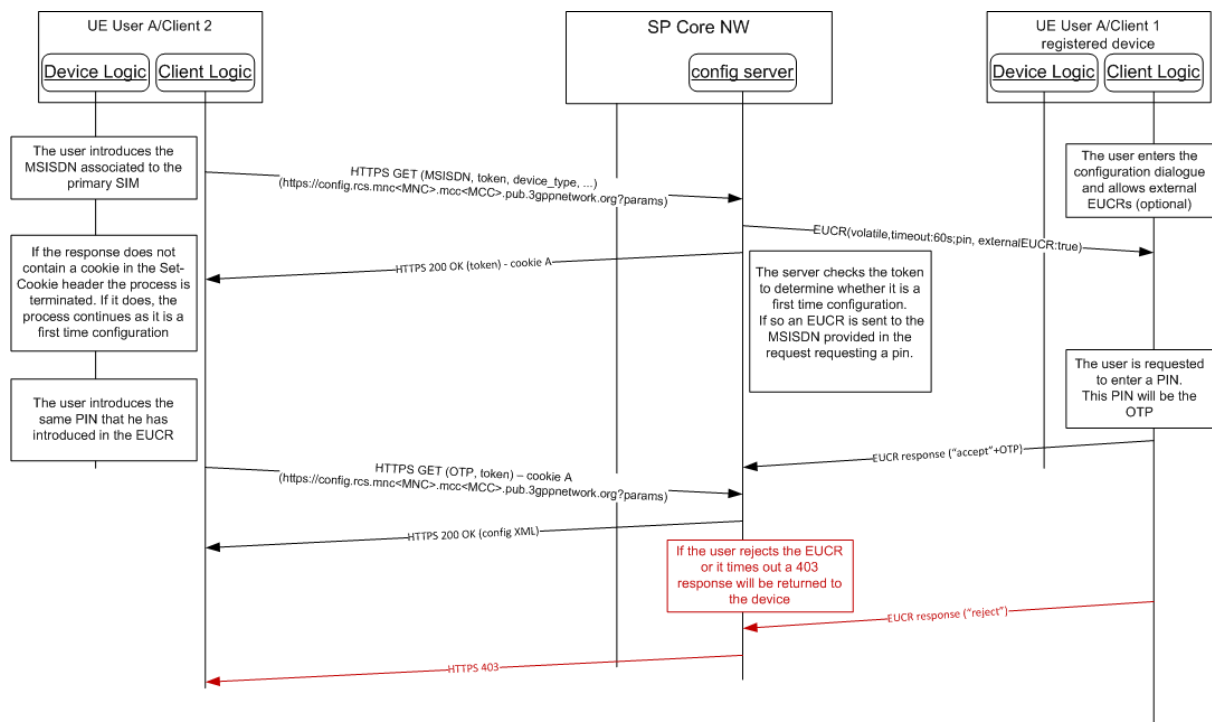 UE User A/Client 2
Device Logic
Client Logic
SP Core NW
config server
UE User A/Client 1
registered device
Device Logic
Client Logic
The user introduces the
MSISDN associated to the
primary SIM
HTTPS GET (MSISDN, token, device_type, ...)
(https://config.rcs.mnc<MNC>.mcc<MCC>.pub.3gppnetwork.org?params)
The user enters the
configuration dialogue
and allows external
EUCRs (optional)
EUCR(volatile,timeout:60s;pin, externalEUCR:true)
If the response does not
contain a cookie in the Set-
Cookie header the process is
terminated. If it does, the
process continues as it is a
first time configuration
HTTPS 200 OK (token) - cookie A
The server checks the token
to determine whether it is a
first time configuration.
If so an EUCR is sent to the
MSISDN provided in the
request requesting a pin.
The user is requested
to enter a PIN.
This PIN will be the
OTP
The user introduces the
same PIN that he has
introduced in the EUCR
EUCR response (“accept”+OTP)
HTTPS GET (OTP, token) – cookie A
(https://config.rcs.mnc<MNC>.mcc<MCC>.pub.3gppnetwork.org?params)
HTTPS 200 OK (config XML)
If the user rejects the EUCR
or it times out a 403
response will be returned to
the device
EUCR response (“reject”)
HTTPS 403